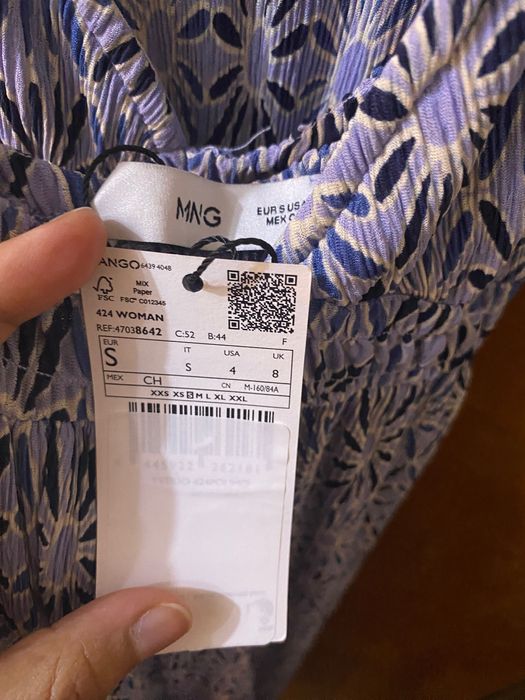 MNG
EUR S USA
MEX C
ANGO 6439 4048
MIX
Paper
FSC FSC® C012345
424 WOMAN
REF:47038642 C:52 B:44 F
EUR IT USA UK
S S 4 8
MEX CH CN M-160/84A
XXS XS S M L XL XXL